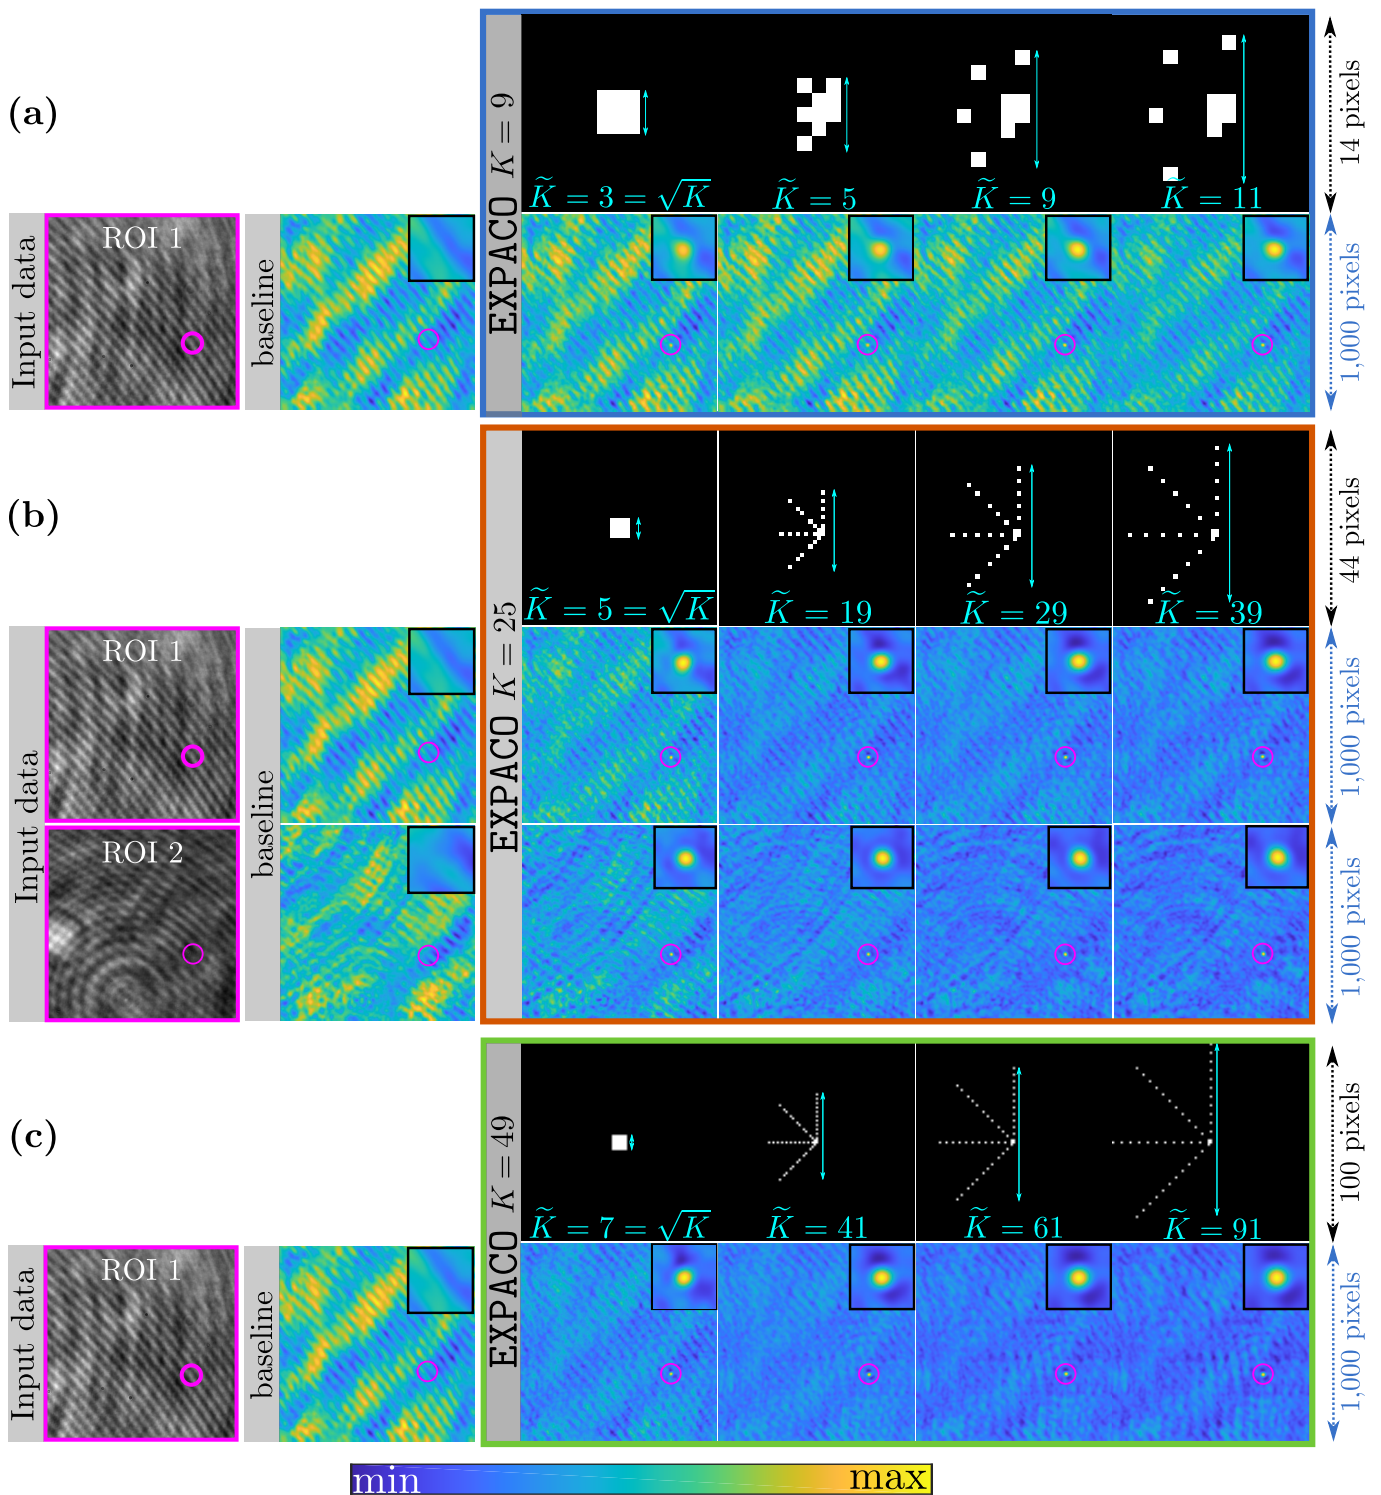 (a)
Input data
ROI 1
baseline
EXPACO K = 9
K̃ = 3 = √K
K̃ = 5
K̃ = 9
K̃ = 11
14 pixels
1,000 pixels
(b)
Input data
ROI 1
ROI 2
baseline
EXPACO K = 25
K̃ = 5 = √K
K̃ = 19
K̃ = 29
K̃ = 39
44 pixels
1,000 pixels
1,000 pixels
(c)
Input data
ROI 1
baseline
EXPACO K = 49
K̃ = 7 = √K
K̃ = 41
K̃ = 61
K̃ = 91
100 pixels
1,000 pixels
min
max